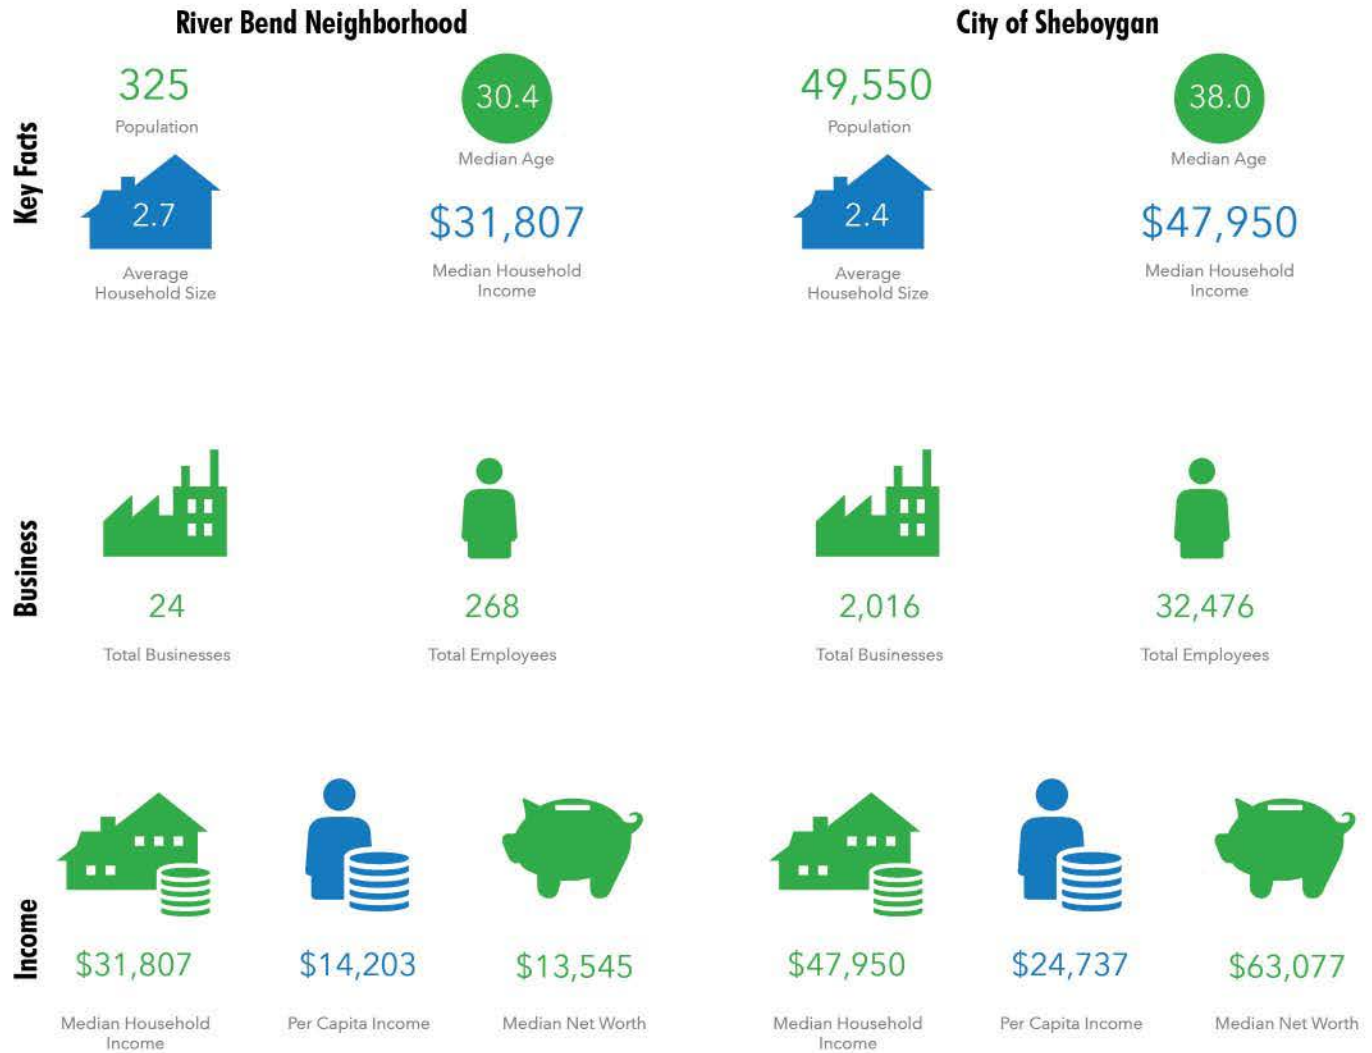 River Bend Neighborhood
City of Sheboygan
Key Facts
325
Population
30.4
Median Age
2.7
Average
Household Size
$31,807
Median Household
Income
49,550
Population
38.0
Median Age
2.4
Average
Household Size
$47,950
Median Household
Income
Business
24
Total Businesses
268
Total Employees
2,016
Total Businesses
32,476
Total Employees
Income
$31,807
Median Household
Income
$14,203
Per Capita Income
$13,545
Median Net Worth
$47,950
Median Household
Income
$24,737
Per Capita Income
$63,077
Median Net Worth